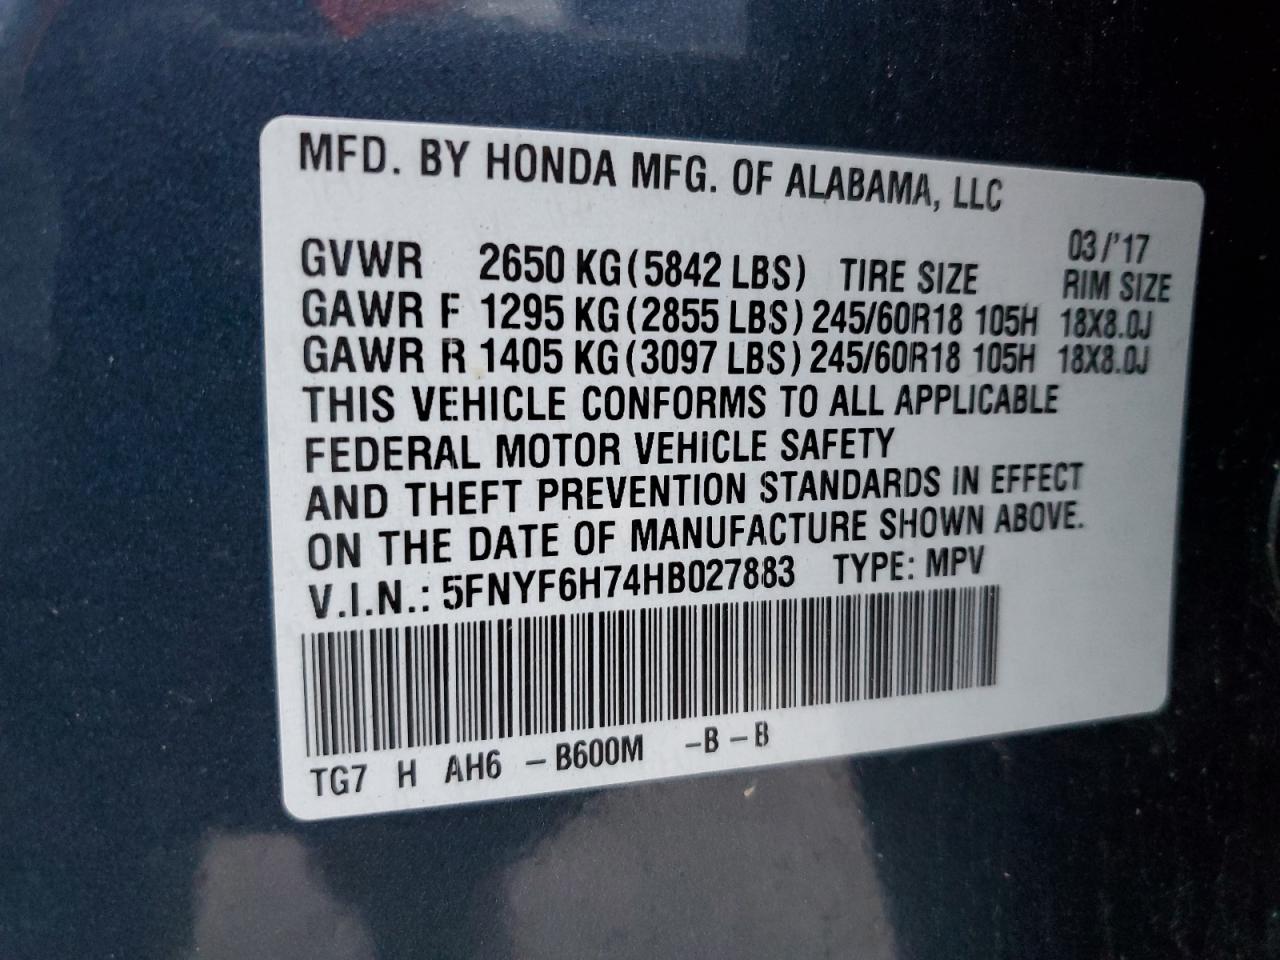 MFD. BY HONDA MFG. OF ALABAMA, LLC
03/'17
GVWR 2650 KG (5842 LBS) TIRE SIZE RIM SIZE
GAWR F 1295 KG (2855 LBS) 245/60R18 105H 18X8.0J
GAWR R 1405 KG (3097 LBS) 245/60R18 105H 18X8.0J
THIS VEHICLE CONFORMS TO ALL APPLICABLE
FEDERAL MOTOR VEHICLE SAFETY
AND THEFT PREVENTION STANDARDS IN EFFECT
ON THE DATE OF MANUFACTURE SHOWN ABOVE.
V.I.N.: 5FNYF6H74HB027883 TYPE: MPV
TG7 H AH6 - B600M -B-B